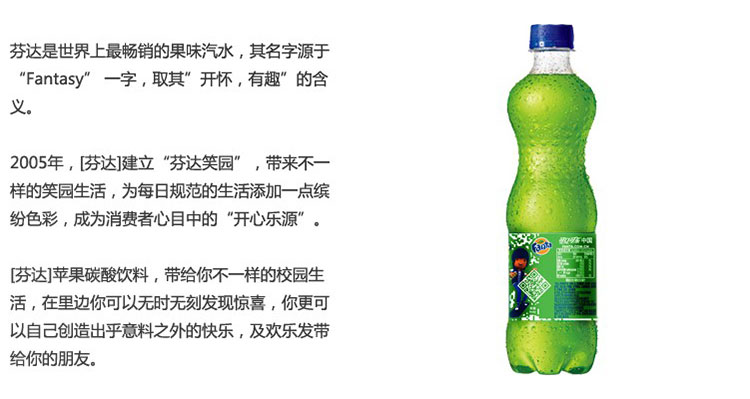 芬达是世界上最畅销的果味汽水，其名字源于
“Fantasy” 一字，取其”开怀，有趣”的含
义。
2005年，[芬达]建立“芬达笑园”，带来不一
样的笑园生活，为每日规范的生活添加一点缤
纷色彩，成为消费者心目中的“开心乐源”。
[芬达]苹果碳酸饮料，带给你不一样的校园生
活，在里边你可以无时无刻发现惊喜，你更可
以自己创造出乎意料之外的快乐，及欢乐发带
给你的朋友。
Fanta
中国